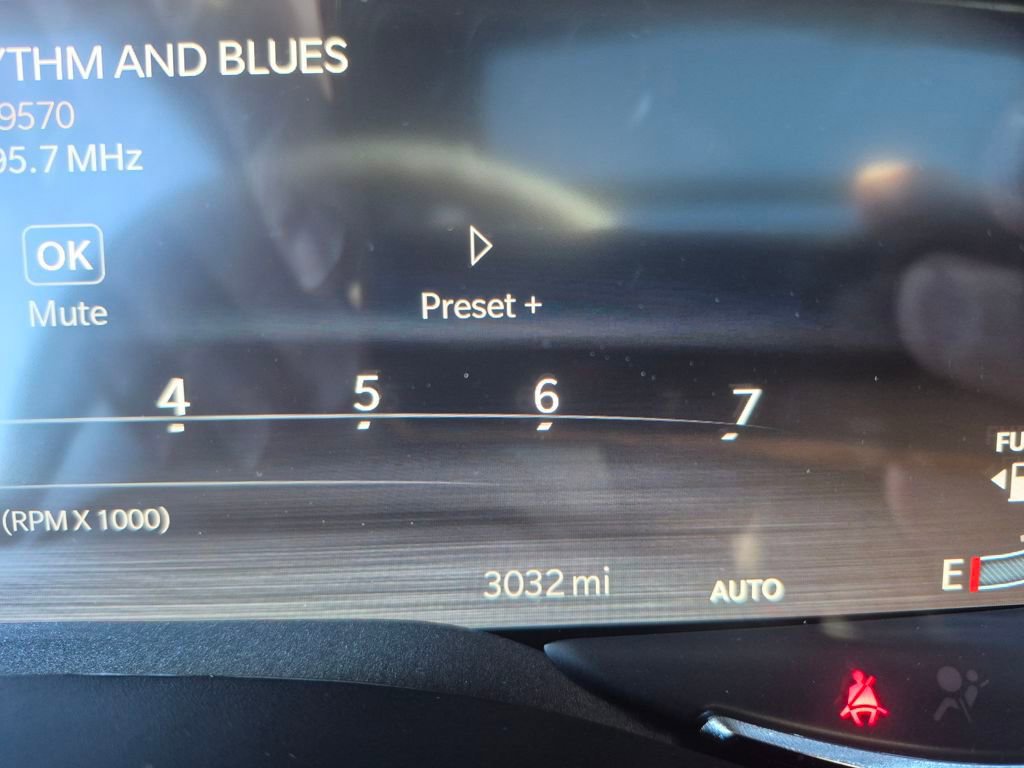 YTHM AND BLUES
9570
95.7 MHz
OK
Mute
Preset +
4 5 6 7
(RPM X 1000)
3032 mi
AUTO
FU
E